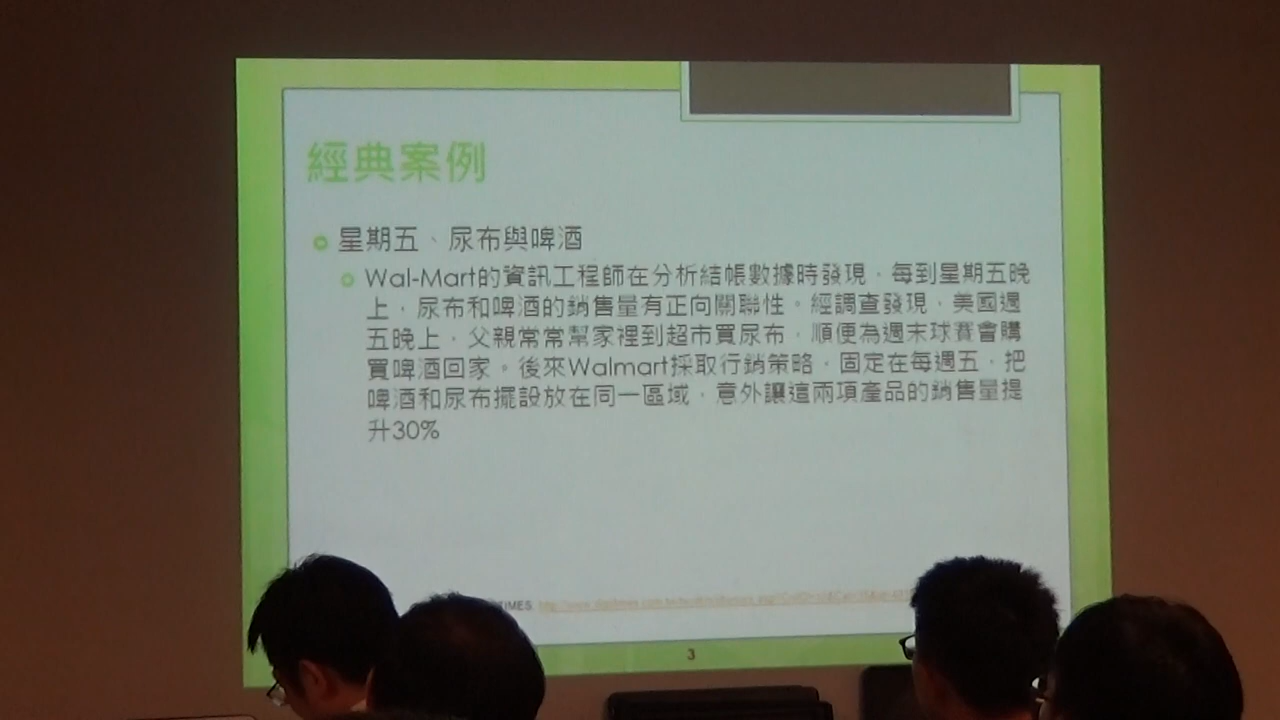 經典案例
星期五、尿布與啤酒
Wal-Mart的資訊工程師在分析結帳數據時發現，每到星期五晚
上，尿布和啤酒的銷售量有正向關聯性。經調查發現，美國週
五晚上，父親常常幫家裡到超市買尿布，順便為週末球賽會購
買啤酒回家。後來Walmart採取行銷策略，固定在每週五，把
啤酒和尿布擺設放在同一區域，意外讓這兩項產品的銷售量提
升30%
TIMES
3